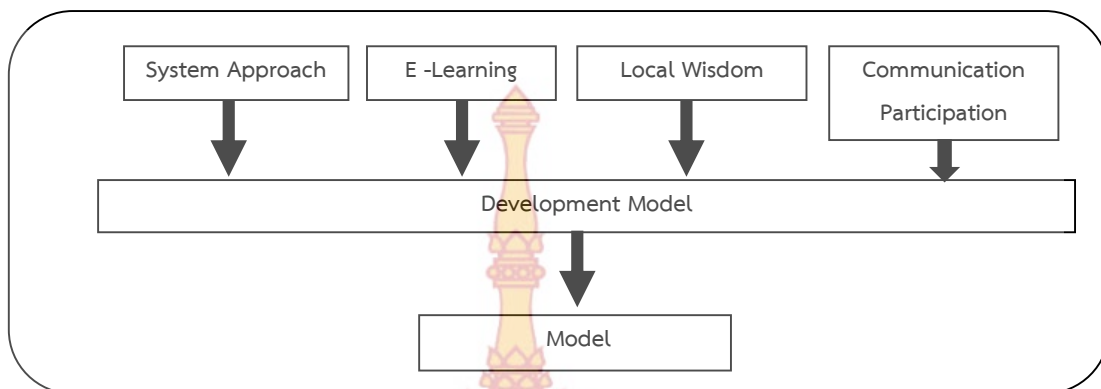 System Approach
E -Learning
Local Wisdom
Communication
Participation
Development Model
Model